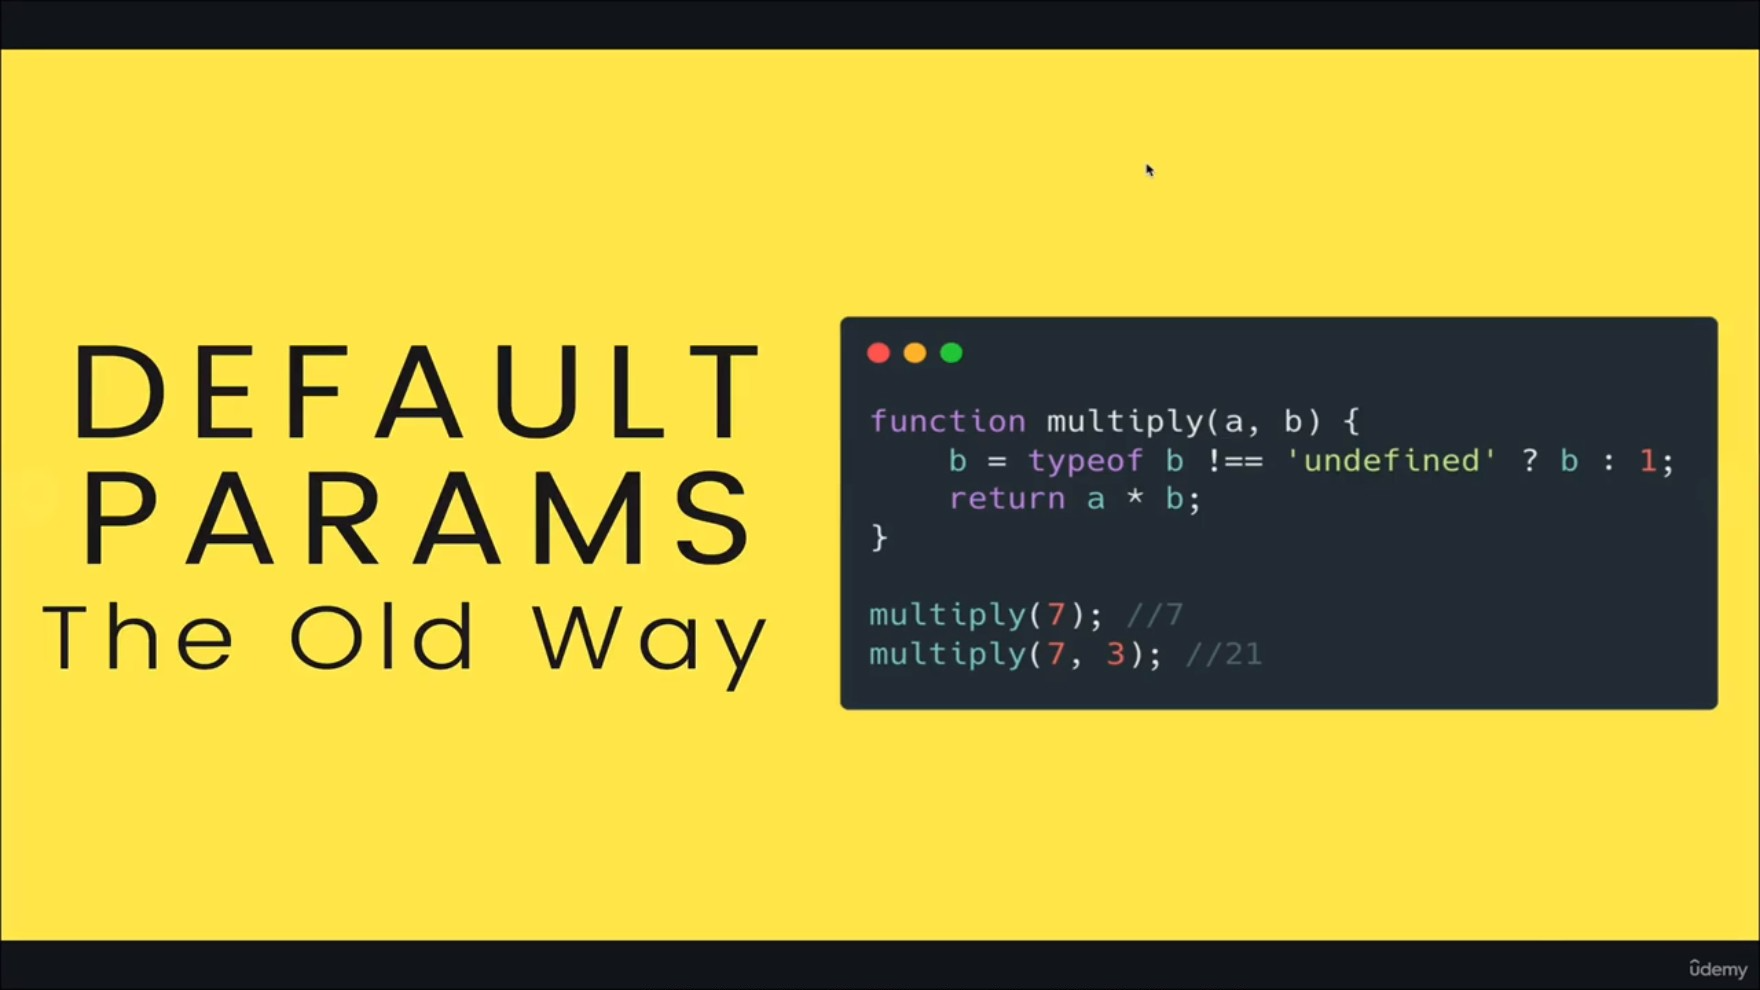 DEFAULT
PARAMS
The Old Way
function multiply(a, b) {
    b = typeof b !== 'undefined' ? b : 1;
    return a * b;
}
multiply(7); //7
multiply(7, 3); //21
ûdemy